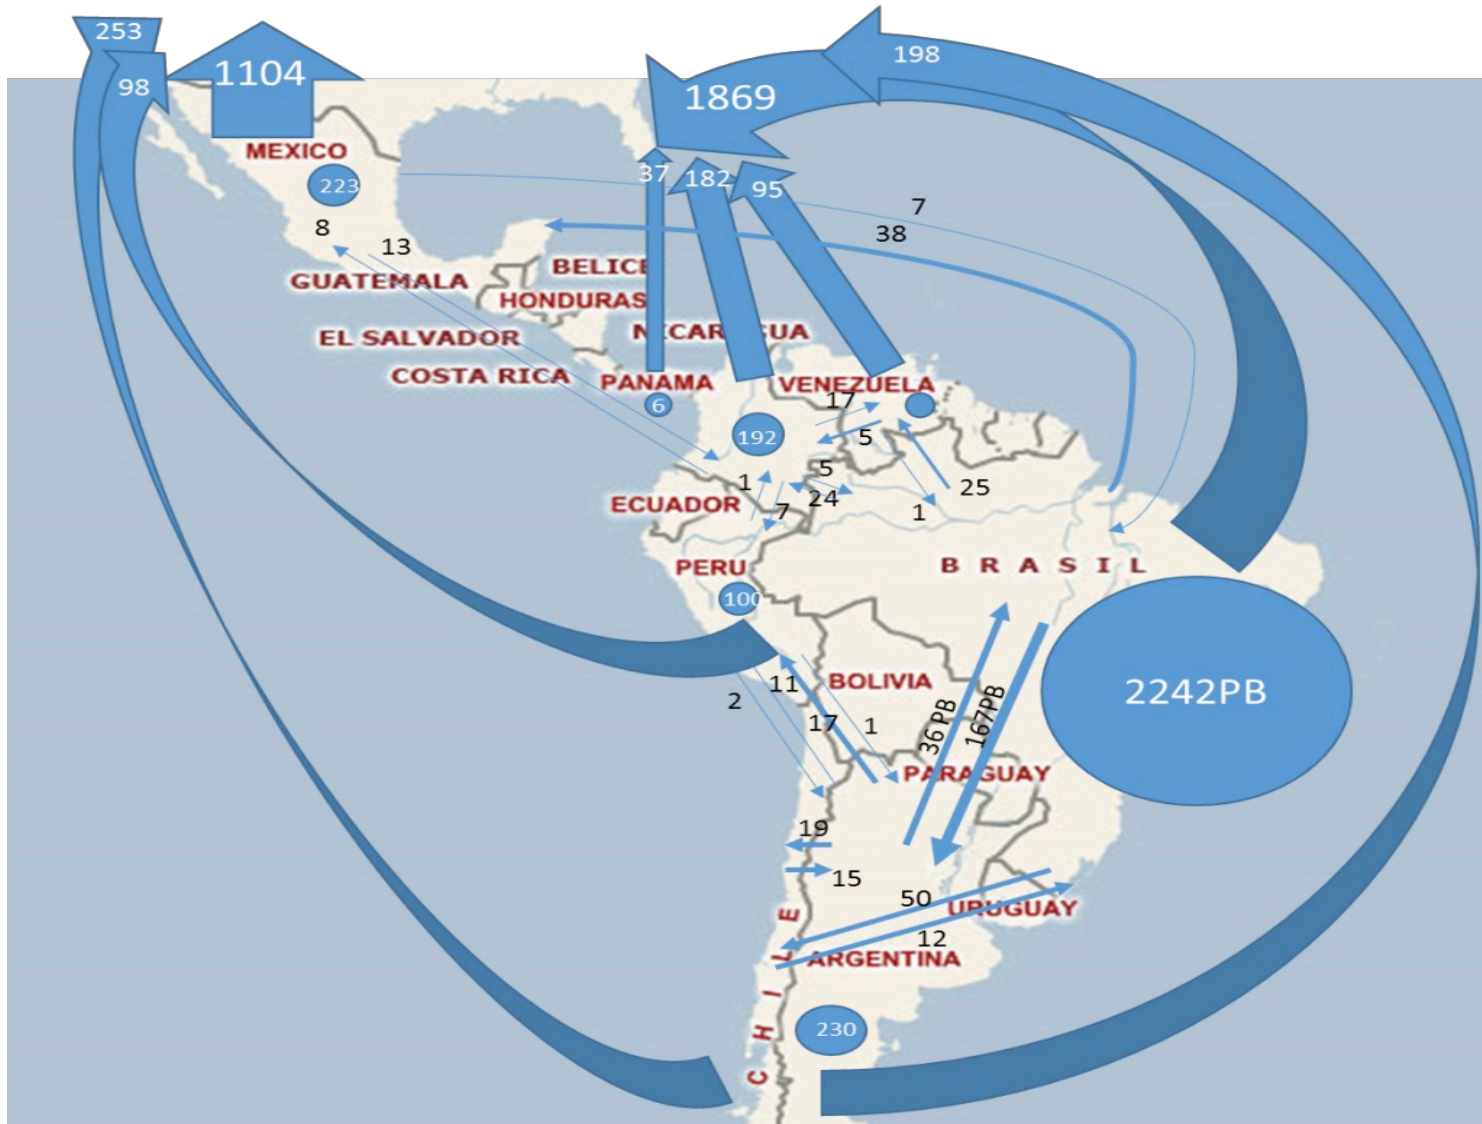 253
98
1104
1869
198
MEXICO
223
37
182
95
7
38
8
13
GUATEMALA
BELICE
HONDURAS
EL SALVADOR
NICARAGUA
COSTA RICA
PANAMA
VENEZUELA
6
17
192
5
5
1
24
25
ECUADOR
7
1
PERU
B R A S I L
100
11
2
BOLIVIA
17
1
36 PB
167PB
2242PB
PARAGUAY
19
15
50
URUGUAY
12
ARGENTINA
C H I L E
230